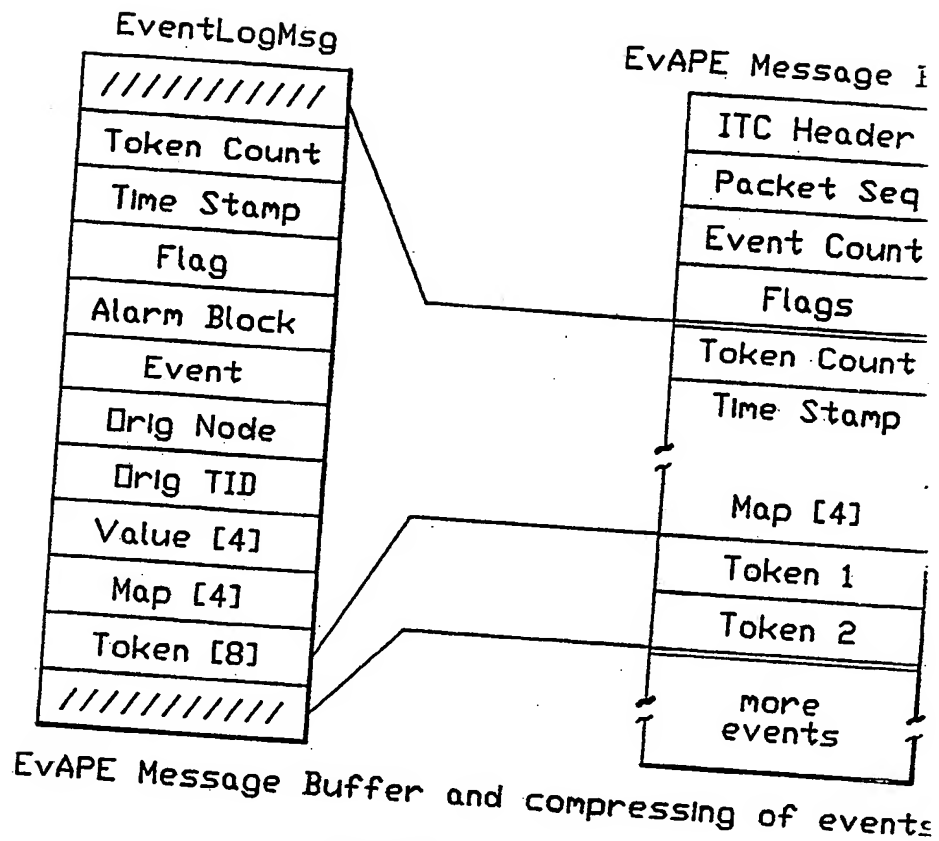 EventLogMsg
///////////
Token Count
Time Stamp
Flag
Alarm Block
Event
Orig Node
Orig TID
Value [4]
Map [4]
Token [8]
///////////
EvAPE Message
ITC Header
Packet Seq
Event Count
Flags
Token Count
Time Stamp
Map [4]
Token 1
Token 2
more
events
EvAPE Message Buffer and compressing of events